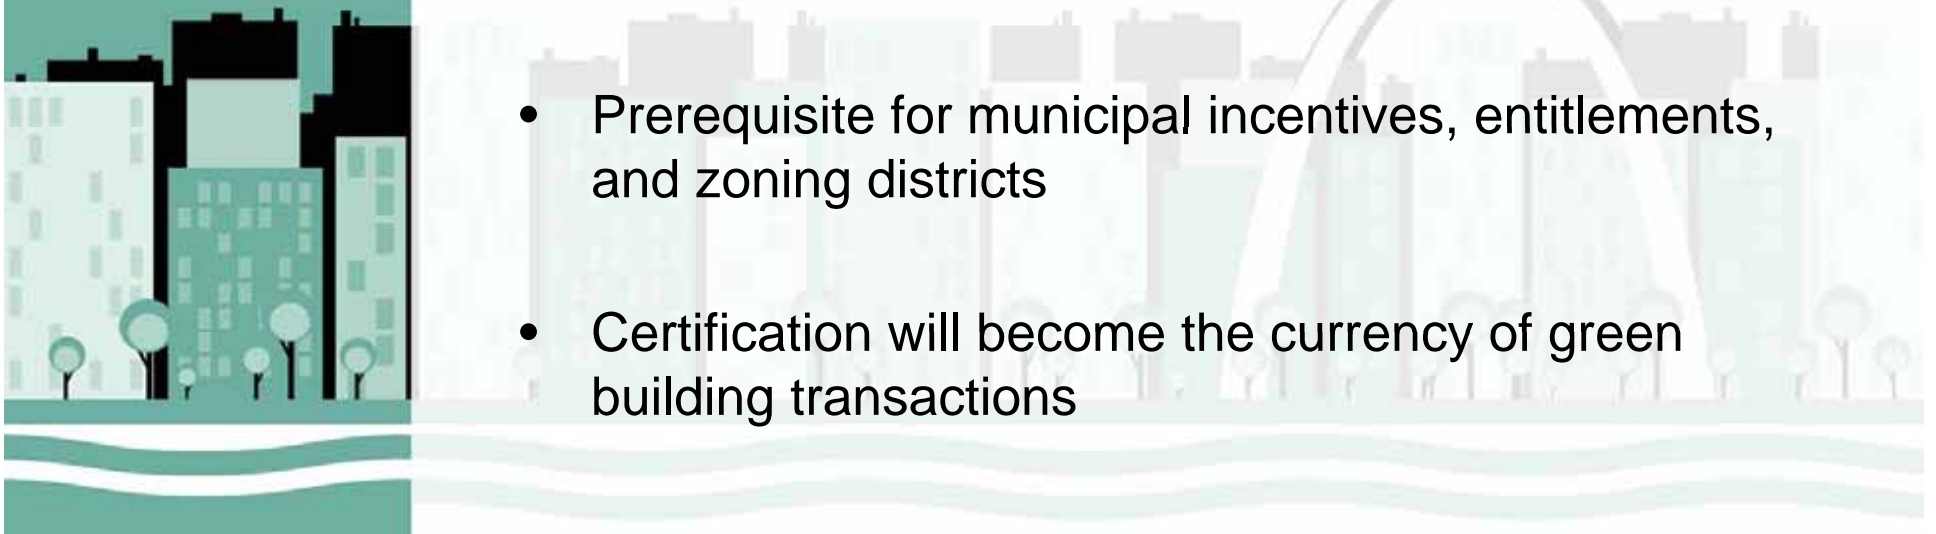 • Prerequisite for municipal incentives, entitlements,
and zoning districts
• Certification will become the currency of green
building transactions